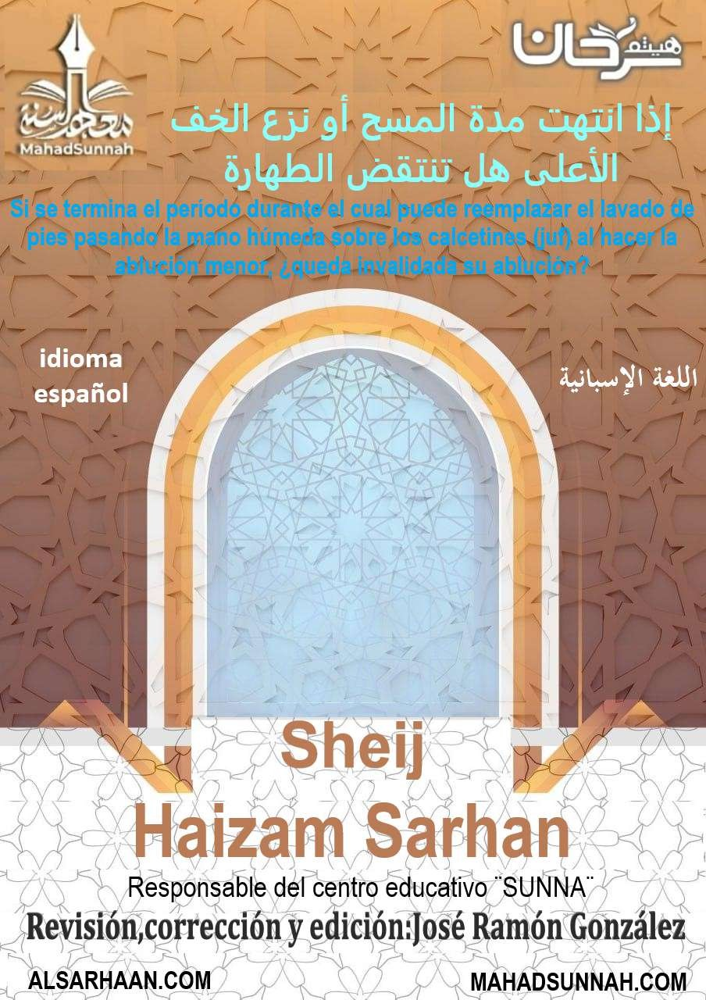 معهد السنة
MahadSunnah
هيثم سرحان
إذا انتهت مدة المسح أو نزع الخف
الأعلى هل تنتقض الطهارة
Si se termina el período durante el cual puede reemplazar el lavado de
pies pasando la mano húmeda sobre los calcetines (juf) al hacer la
ablución menor, ¿queda invalidada su ablución?
idioma
español
اللغة الإسبانية
Sheij
Haizam Sarhan
Responsable del centro educativo ¨SUNNA¨
Revisión,corrección y edición:José Ramón González
ALSARHAAN.COM
MAHADSUNNAH.COM